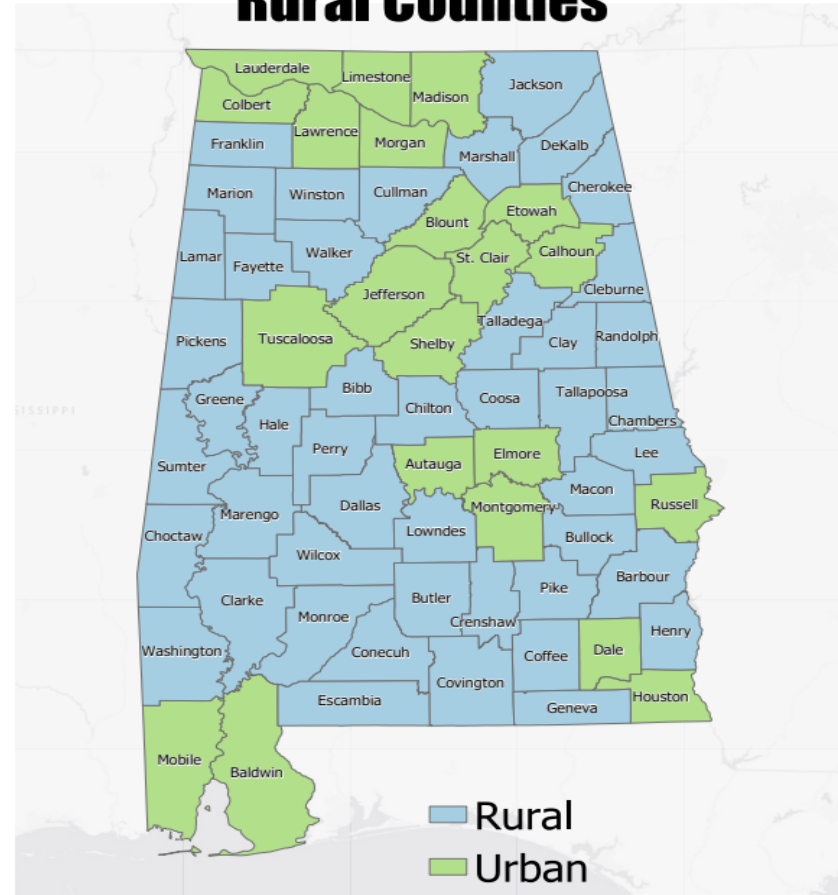 Rural Counties
Lauderdale
Limestone
Madison
Jackson
Colbert
Lawrence
Franklin
Morgan
Marshall
DeKalb
Cherokee
Marion
Winston
Cullman
Blount
Etowah
Lamar
Fayette
Walker
St. Clair
Calhoun
Jefferson
Cleburne
Pickens
Tuscaloosa
Shelby
Talladega
Clay
Randolph
Greene
Bibb
Chilton
Coosa
Tallapoosa
Chambers
ISSIPPI
Hale
Perry
Autauga
Elmore
Lee
Sumter
Marengo
Dallas
Montgomery
Macon
Russell
Choctaw
Wilcox
Lowndes
Bullock
Clarke
Monroe
Butler
Crenshaw
Pike
Barbour
Washington
Conecuh
Coffee
Dale
Henry
Escambia
Covington
Geneva
Houston
Mobile
Baldwin
Rural
Urban